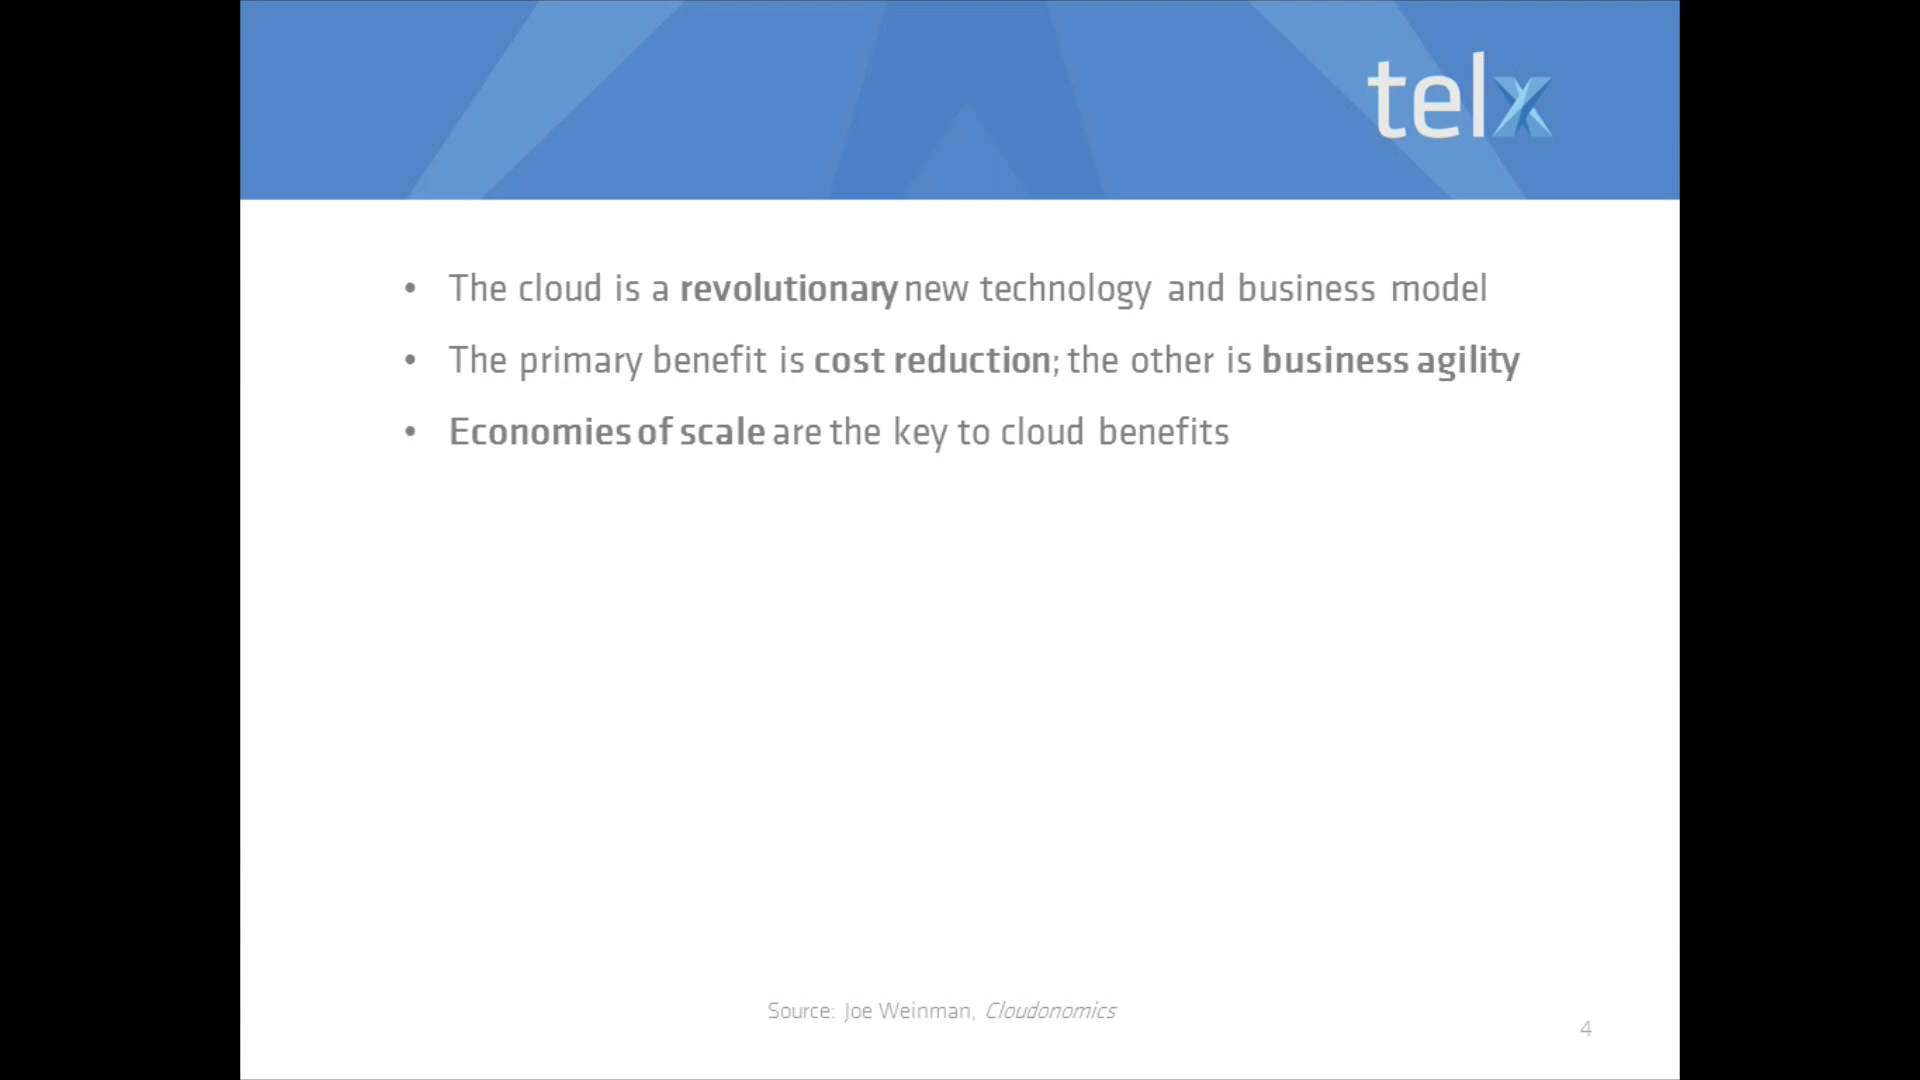 telx
• The cloud is a revolutionary new technology and business model
• The primary benefit is cost reduction; the other is business agility
• Economies of scale are the key to cloud benefits
Source: Joe Weinman, Cloudonomics
4